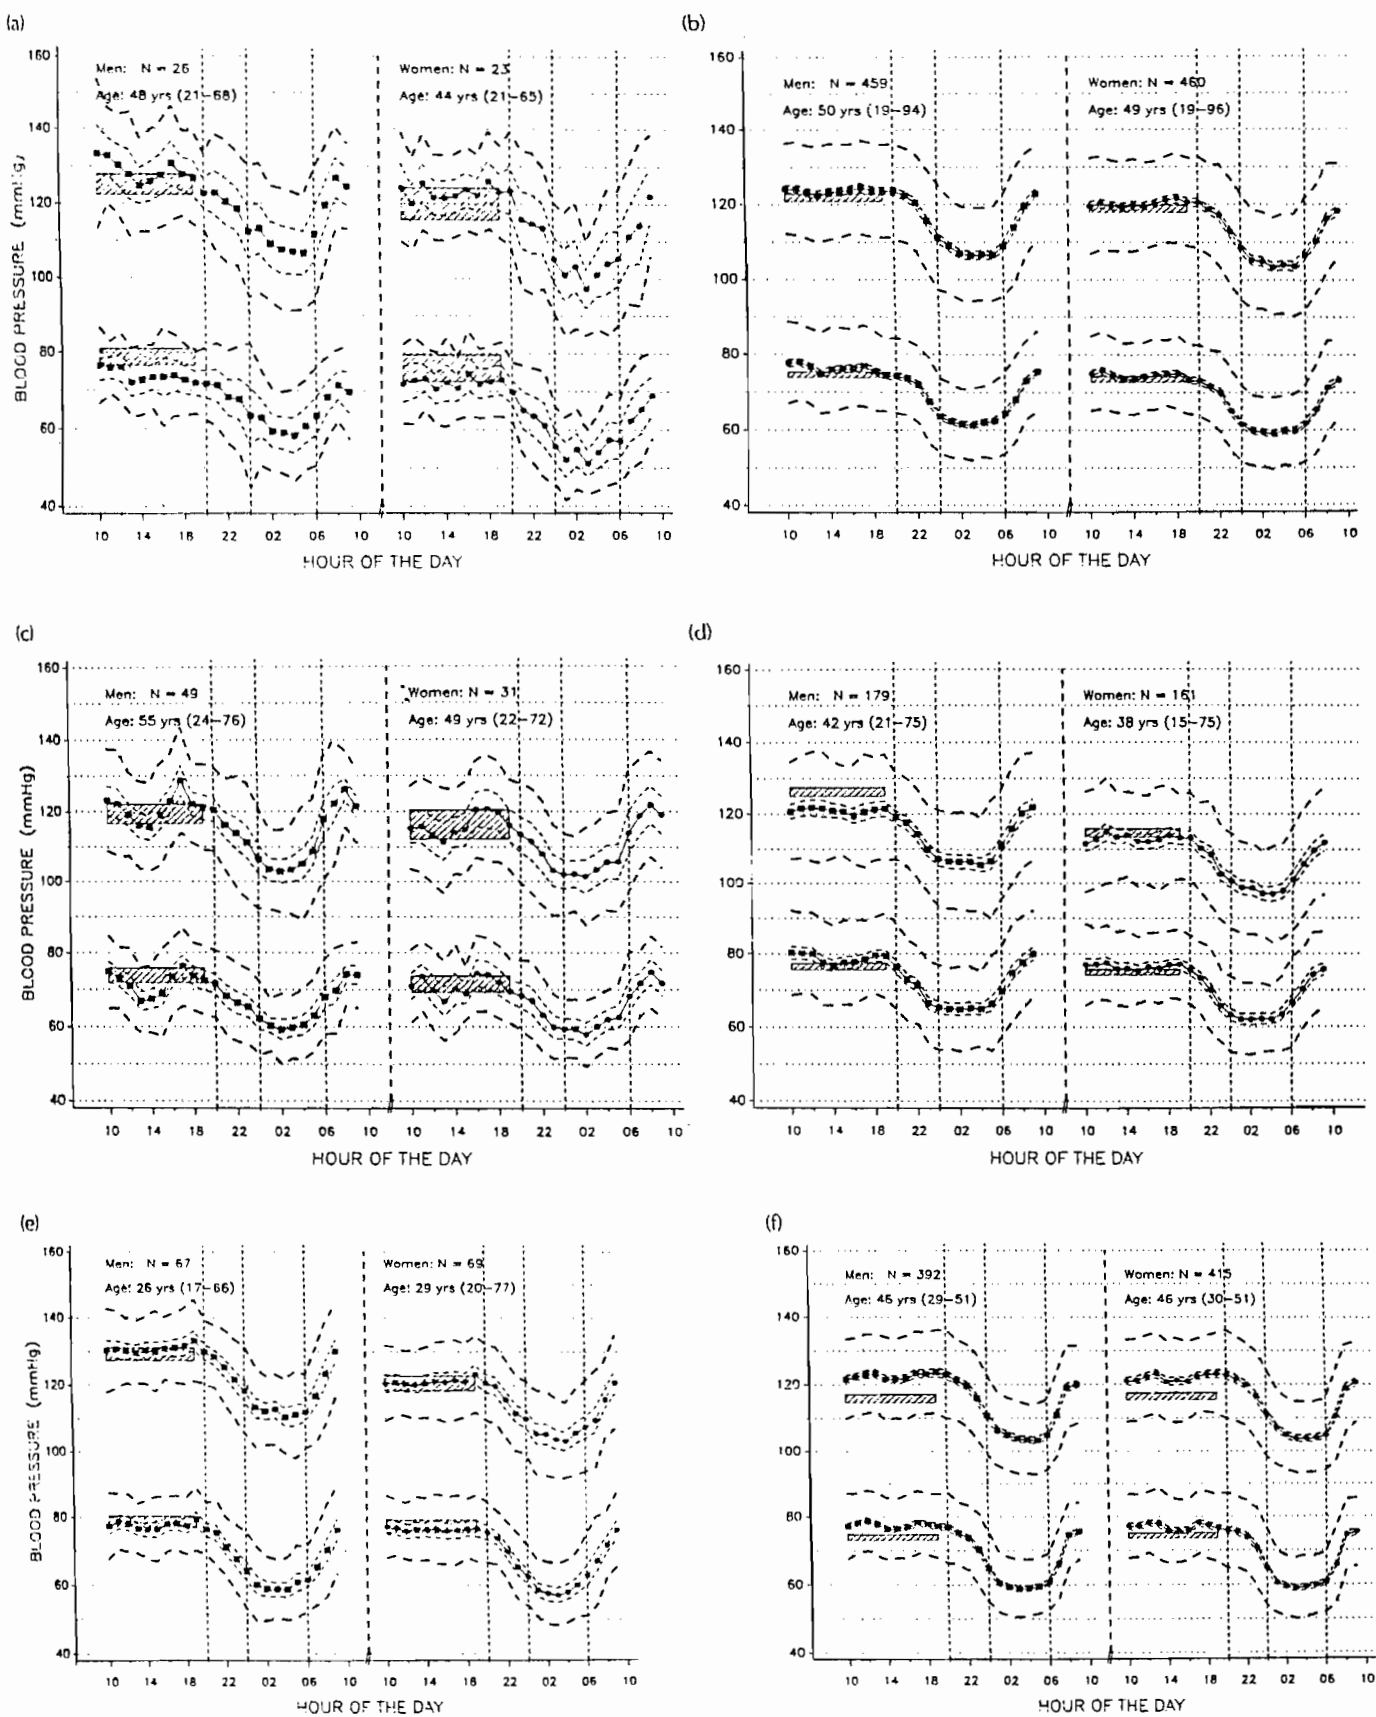 (a)
160
140
120
100
80
60
40
BLOOD PRESSURE (mmHg)
Men: N = 26
Age: 48 yrs (21-68)
Women: N = 23
Age: 44 yrs (21-65)
10 14 18 22 02 06 10 10 14 18 22 02 06 10
HOUR OF THE DAY
(b)
160
140
120
100
80
60
40
Men: N = 459
Age: 50 yrs (19-94)
Women: N = 460
Age: 49 yrs (19-96)
10 14 18 22 02 06 10 10 14 18 22 02 06 10
HOUR OF THE DAY
(c)
160
140
120
100
80
60
40
BLOOD PRESSURE (mmHg)
Men: N = 49
Age: 55 yrs (24-76)
Women: N = 31
Age: 49 yrs (22-72)
10 14 18 22 02 06 10 10 14 18 22 02 06 10
HOUR OF THE DAY
(d)
160
140
120
100
80
60
40
Men: N = 179
Age: 42 yrs (21-75)
Women: N = 161
Age: 38 yrs (15-75)
10 14 18 22 02 06 10 10 14 18 22 02 06 10
HOUR OF THE DAY
(e)
160
140
120
100
80
60
40
BLOOD PRESSURE (mmHg)
Men: N = 67
Age: 26 yrs (17-66)
Women: N = 69
Age: 29 yrs (20-77)
10 14 18 22 02 06 10 10 14 18 22 02 06 10
HOUR OF THE DAY
(f)
160
140
120
100
80
60
40
Men: N = 392
Age: 46 yrs (29-51)
Women: N = 415
Age: 46 yrs (30-51)
10 14 18 22 02 06 10 10 14 18 22 02 06 10
HOUR OF THE DAY